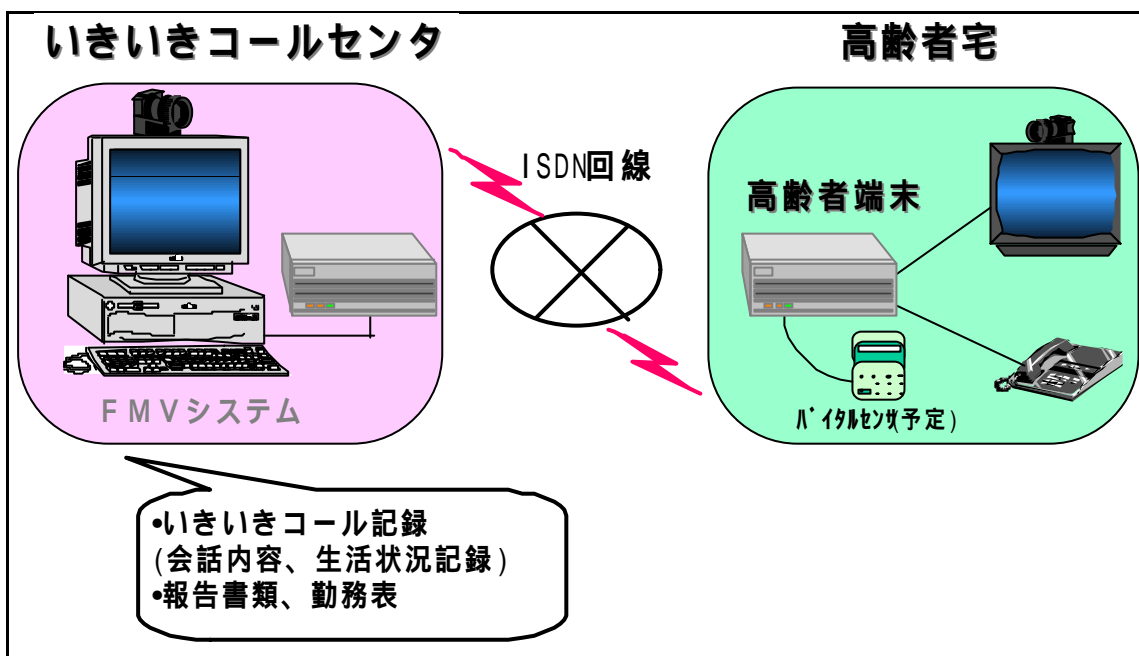 いきいきコールセンタ
高齢者宅
ISDN回線
高齢者端末
FMVシステム
ﾊﾞｲﾀﾙｾﾝｻ(予定)
•いきいきコール記録
(会話内容、生活状況記録)
•報告書類、勤務表